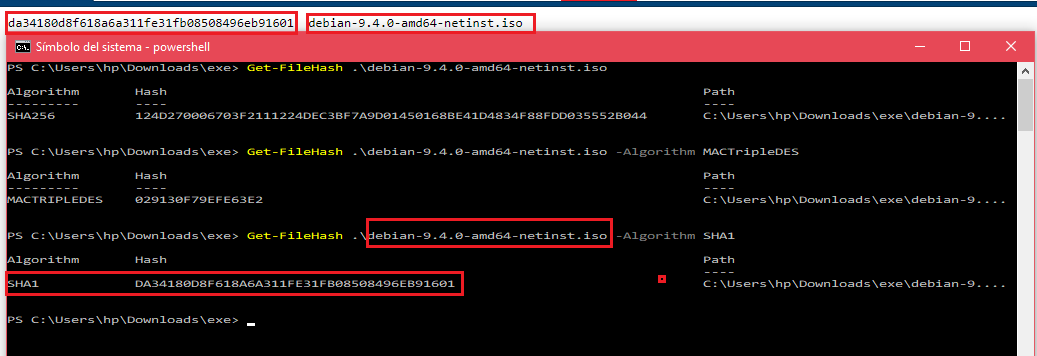 da34180d8f618a6a311fe31fb08508496eb91601 debian-9.4.0-amd64-netinst.iso
Símbolo del sistema - powershell
PS C:\Users\hp\Downloads\exe> Get-FileHash .\debian-9.4.0-amd64-netinst.iso
Algorithm Hash Path
--------- ---- ----
SHA256 124D270006703F2111224DEC3BF7A9D01450168BE41D4834F88FDD035552B044 C:\Users\hp\Downloads\exe\debian-9....
PS C:\Users\hp\Downloads\exe> Get-FileHash .\debian-9.4.0-amd64-netinst.iso -Algorithm MACTripleDES
Algorithm Hash Path
--------- ---- ----
MACTRIPLEDES 029130F79EFE63E2 C:\Users\hp\Downloads\exe\debian-9....
PS C:\Users\hp\Downloads\exe> Get-FileHash .\debian-9.4.0-amd64-netinst.iso -Algorithm SHA1
Algorithm Hash Path
--------- ---- ----
SHA1 DA34180D8F618A6A311FE31FB08508496EB91601 C:\Users\hp\Downloads\exe\debian-9....
PS C:\Users\hp\Downloads\exe>